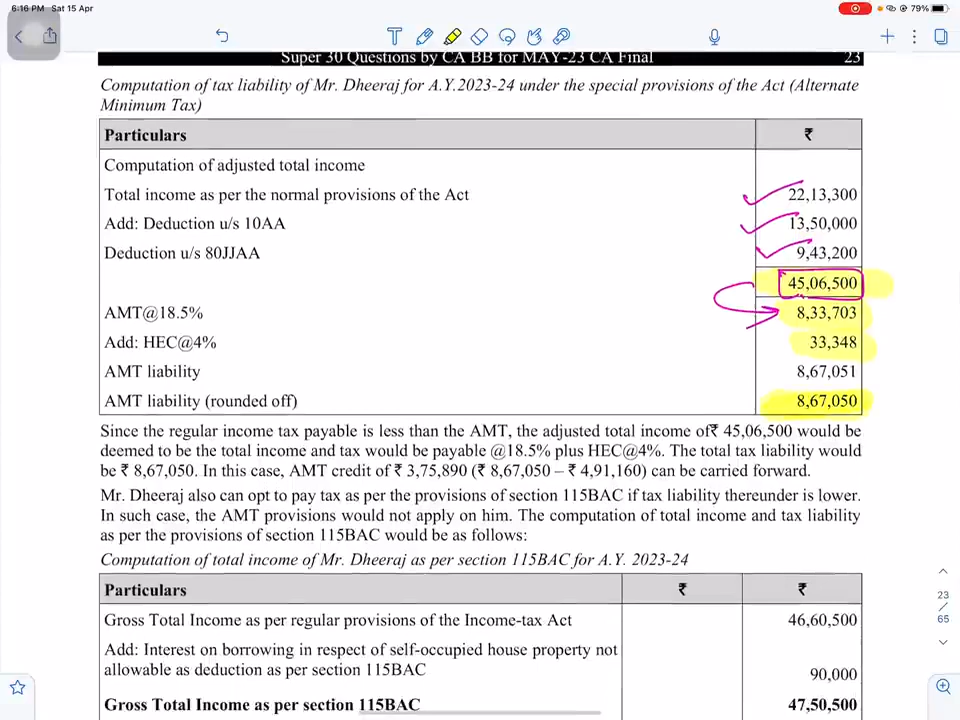 6:16 PM Sat 15 Apr
79%
Super 30 Questions by CA BB for MAY-23 CA Final 23
Computation of tax liability of Mr. Dheeraj for A.Y.2023-24 under the special provisions of the Act (Alternate
Minimum Tax)
Particulars ₹
Computation of adjusted total income
Total income as per the normal provisions of the Act 22,13,300
Add: Deduction u/s 10AA 13,50,000
Deduction u/s 80JJAA 9,43,200
45,06,500
AMT@18.5% 8,33,703
Add: HEC@4% 33,348
AMT liability 8,67,051
AMT liability (rounded off) 8,67,050
Since the regular income tax payable is less than the AMT, the adjusted total income of₹ 45,06,500 would be
deemed to be the total income and tax would be payable @18.5% plus HEC@4%. The total tax liability would
be ₹ 8,67,050. In this case, AMT credit of ₹ 3,75,890 (₹ 8,67,050 – ₹ 4,91,160) can be carried forward.
Mr. Dheeraj also can opt to pay tax as per the provisions of section 115BAC if tax liability thereunder is lower.
In such case, the AMT provisions would not apply on him. The computation of total income and tax liability
as per the provisions of section 115BAC would be as follows:
Computation of total income of Mr. Dheeraj as per section 115BAC for A.Y. 2023-24
Particulars ₹ ₹
Gross Total Income as per regular provisions of the Income-tax Act 46,60,500
Add: Interest on borrowing in respect of self-occupied house property not
allowable as deduction as per section 115BAC 90,000
Gross Total Income as per section 115BAC 47,50,500
23
/
65